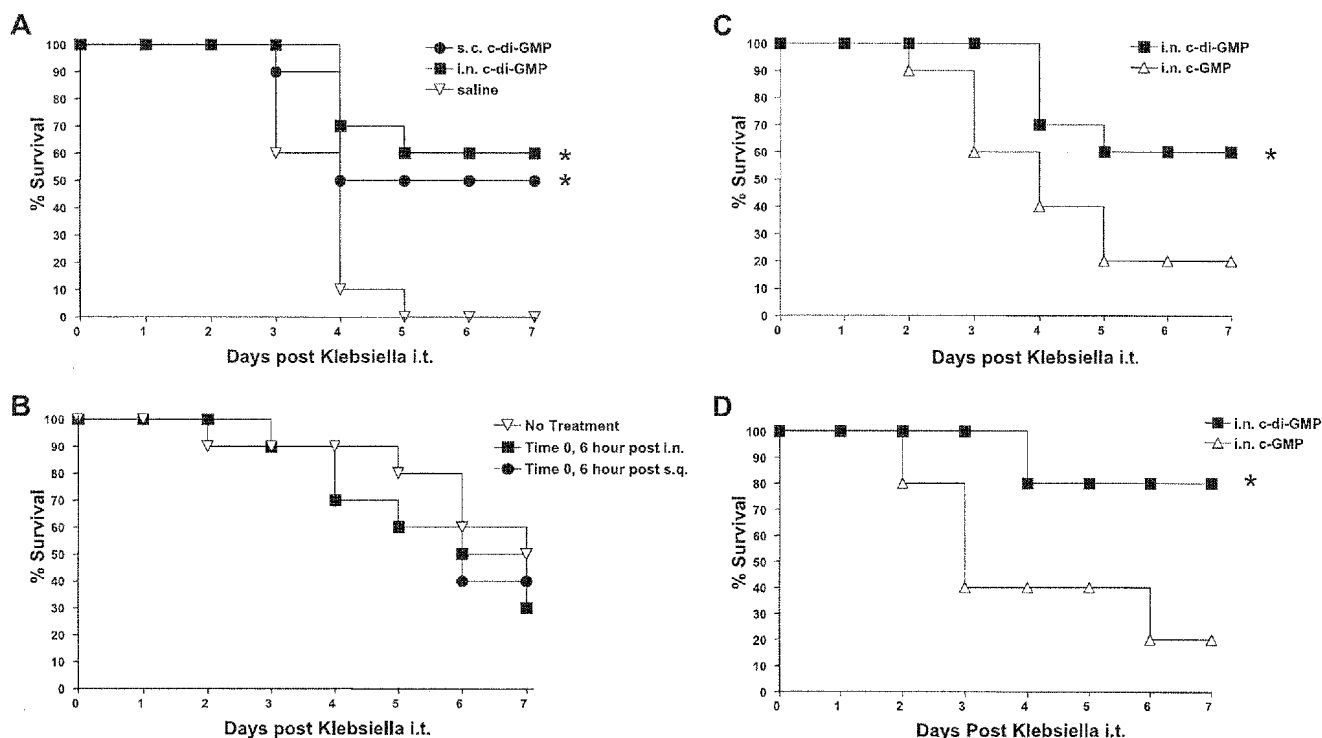 A
% Survival
100
90
80
70
60
50
40
30
20
10
0
0 1 2 3 4 5 6 7
Days post Klebsiella i.t.
s.c. c-di-GMP
i.n. c-di-GMP
saline
*
*
B
% Survival
100
90
80
70
60
50
40
30
20
10
0
0 1 2 3 4 5 6 7
Days post Klebsiella i.t.
No Treatment
Time 0, 6 hour post i.n.
Time 0, 6 hour post s.q.
C
% Survival
100
90
80
70
60
50
40
30
20
10
0
0 1 2 3 4 5 6 7
Days post Klebsiella i.t.
i.n. c-di-GMP
i.n. c-GMP
*
D
% Survival
100
90
80
70
60
50
40
30
20
10
0
0 1 2 3 4 5 6 7
Days Post Klebsiella i.t.
i.n. c-di-GMP
i.n. c-GMP
*